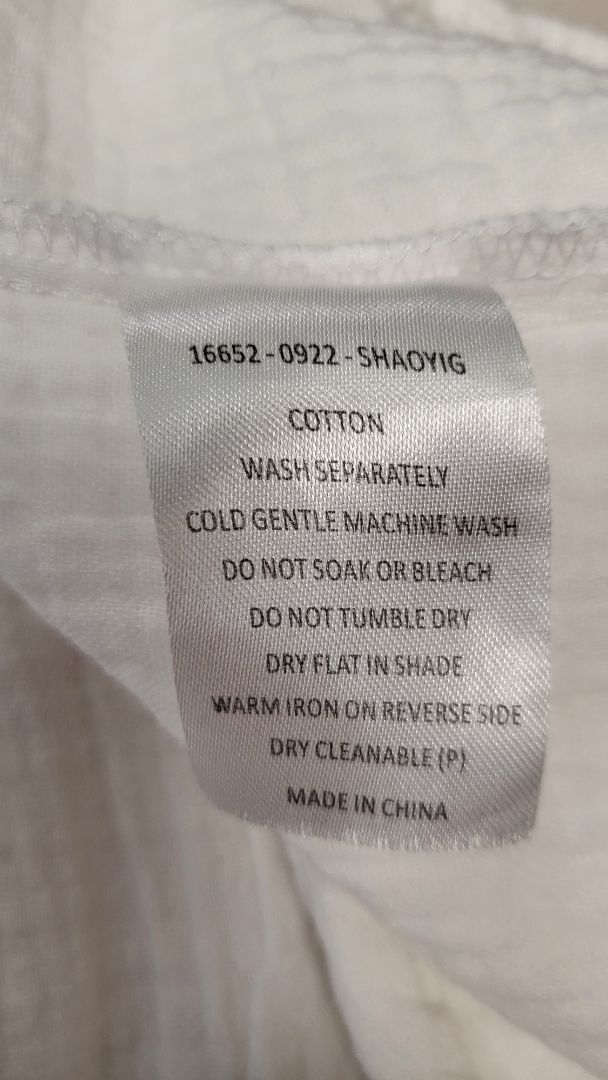 16652-0922-SHAOYIG
COTTON
WASH SEPARATELY
COLD GENTLE MACHINE WASH
DO NOT SOAK OR BLEACH
DO NOT TUMBLE DRY
DRY FLAT IN SHADE
WARM IRON ON REVERSE SIDE
DRY CLEANABLE (P)
MADE IN CHINA